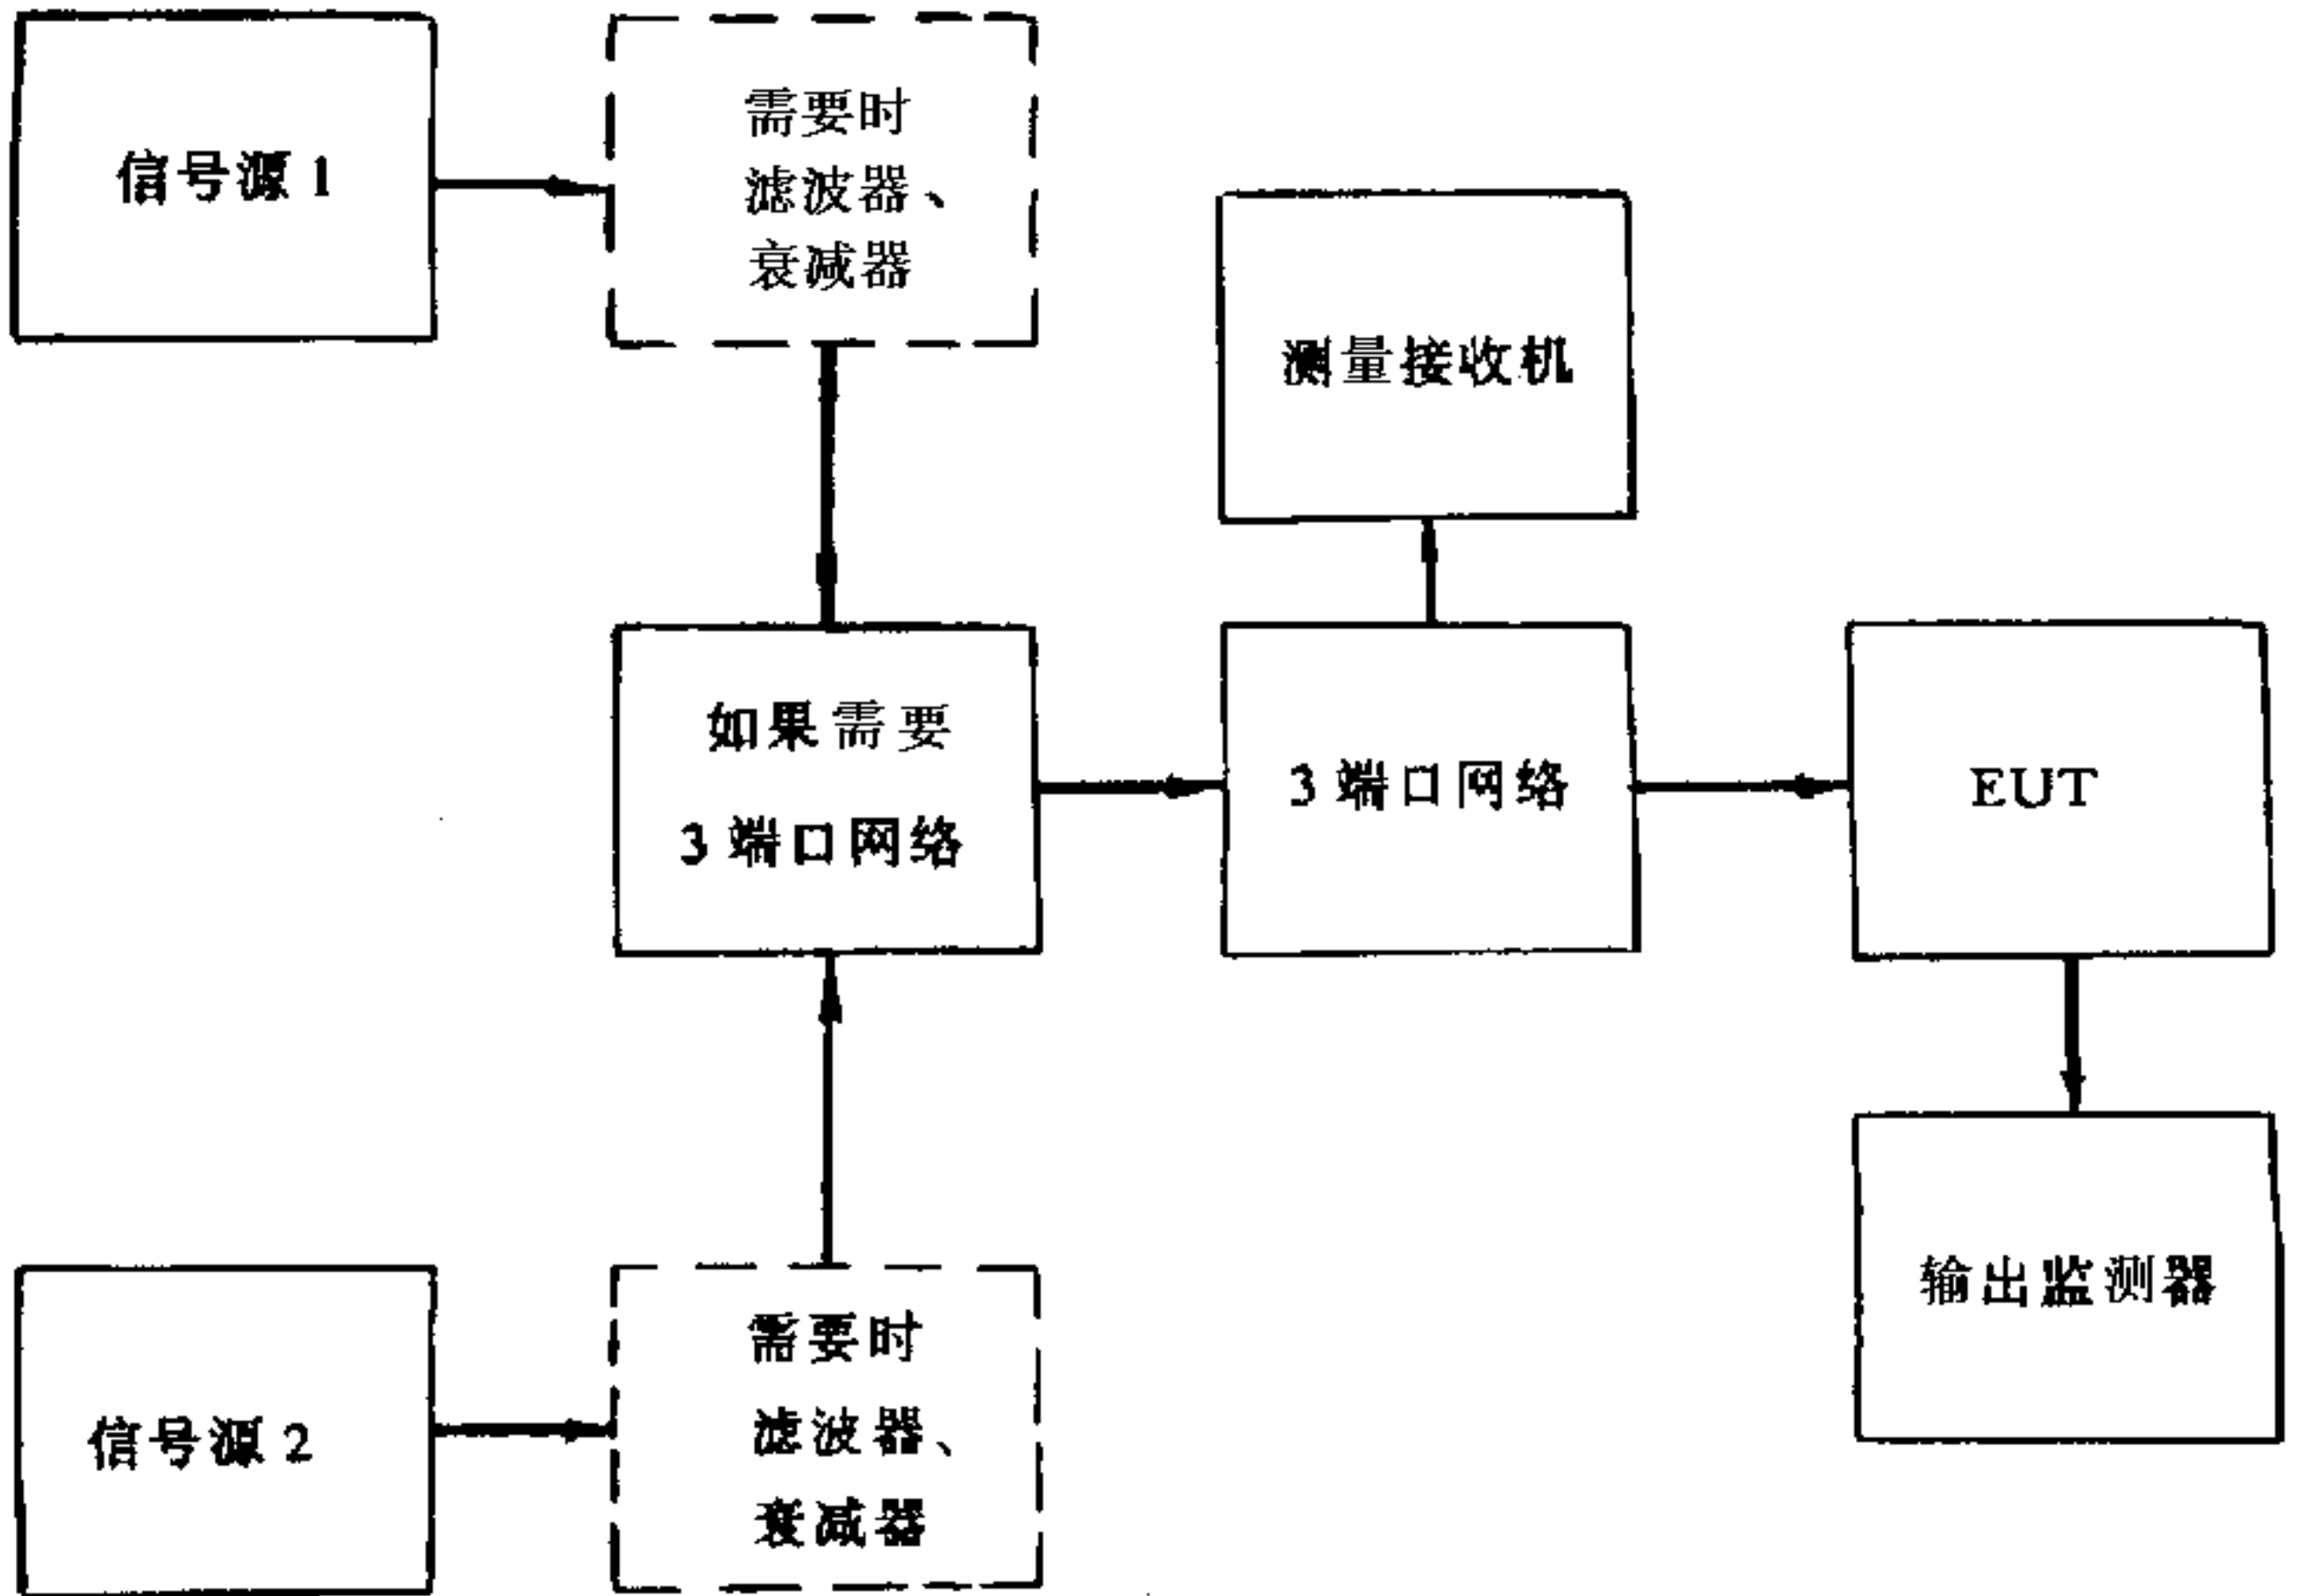 信号源 1
需要时
滤波器、
衰减器
测量接收机
如果需要
3 端口网络
3 端口网络
EUT
输出监测器
信号源 2
需要时
滤波器、
衰减器